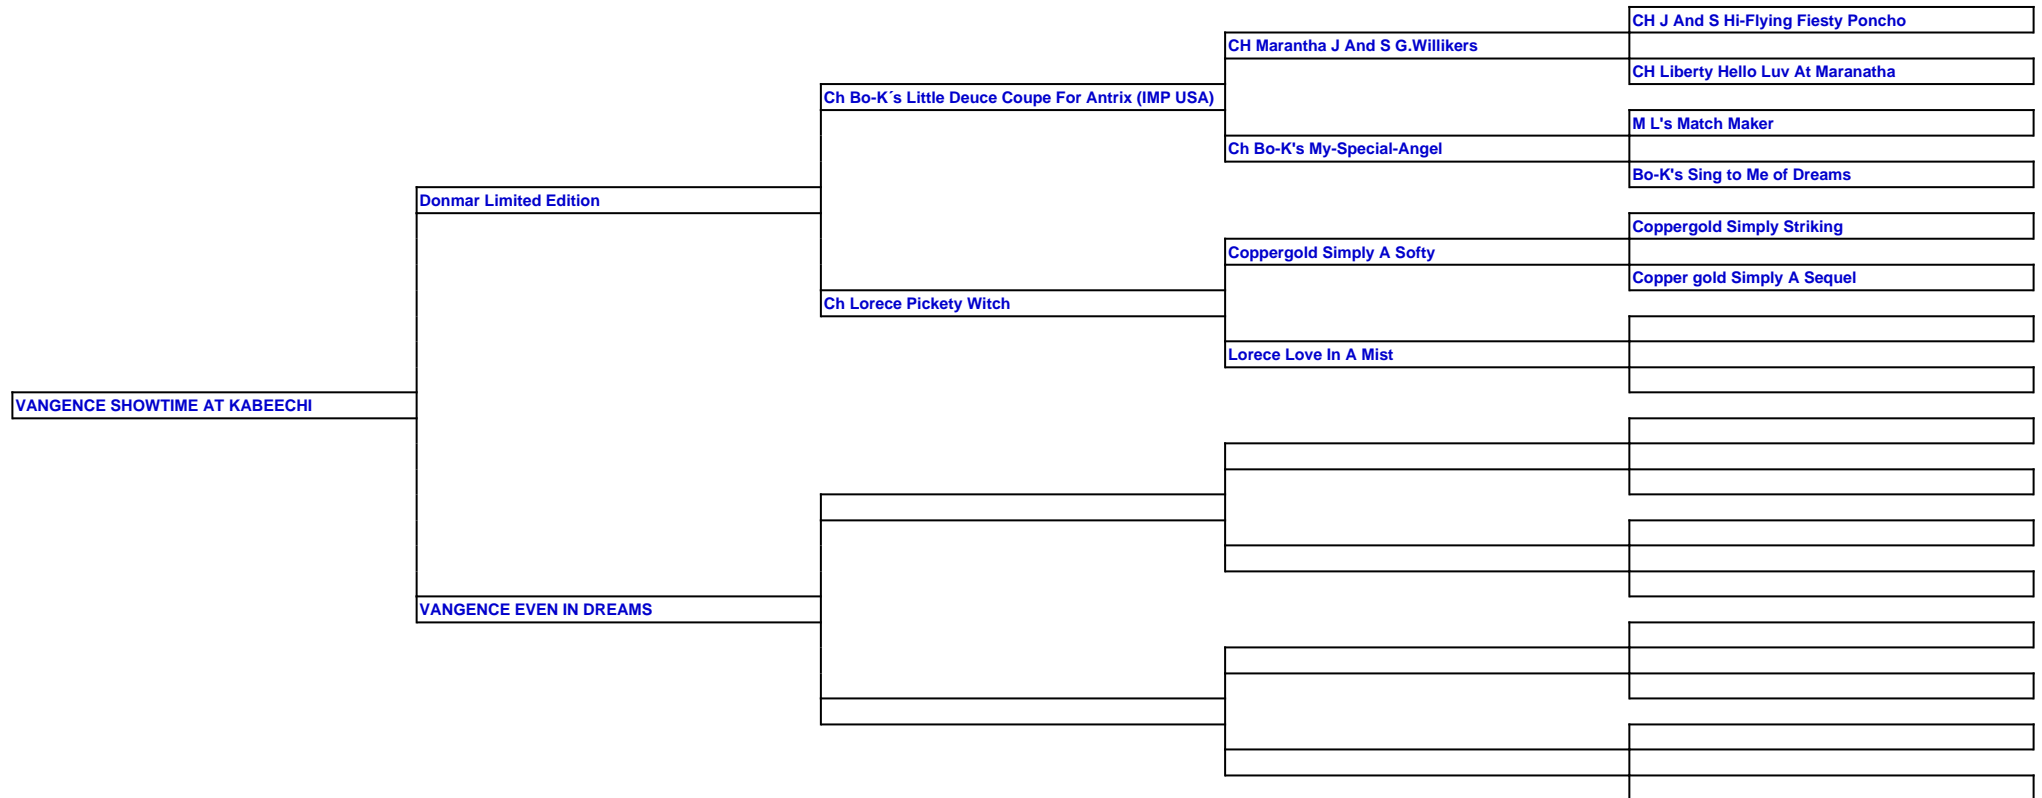 CH J And S Hi-Flying Fiesty Poncho
CH Marantha J And S G.Willikers
CH Liberty Hello Luv At Maranatha
Ch Bo-K´s Little Deuce Coupe For Antrix (IMP USA)
M L's Match Maker
Ch Bo-K's My-Special-Angel
Bo-K's Sing to Me of Dreams
Donmar Limited Edition
Coppergold Simply Striking
Coppergold Simply A Softy
Copper gold Simply A Sequel
Ch Lorece Pickety Witch
Lorece Love In A Mist
VANGENCE SHOWTIME AT KABEECHI
VANGENCE EVEN IN DREAMS